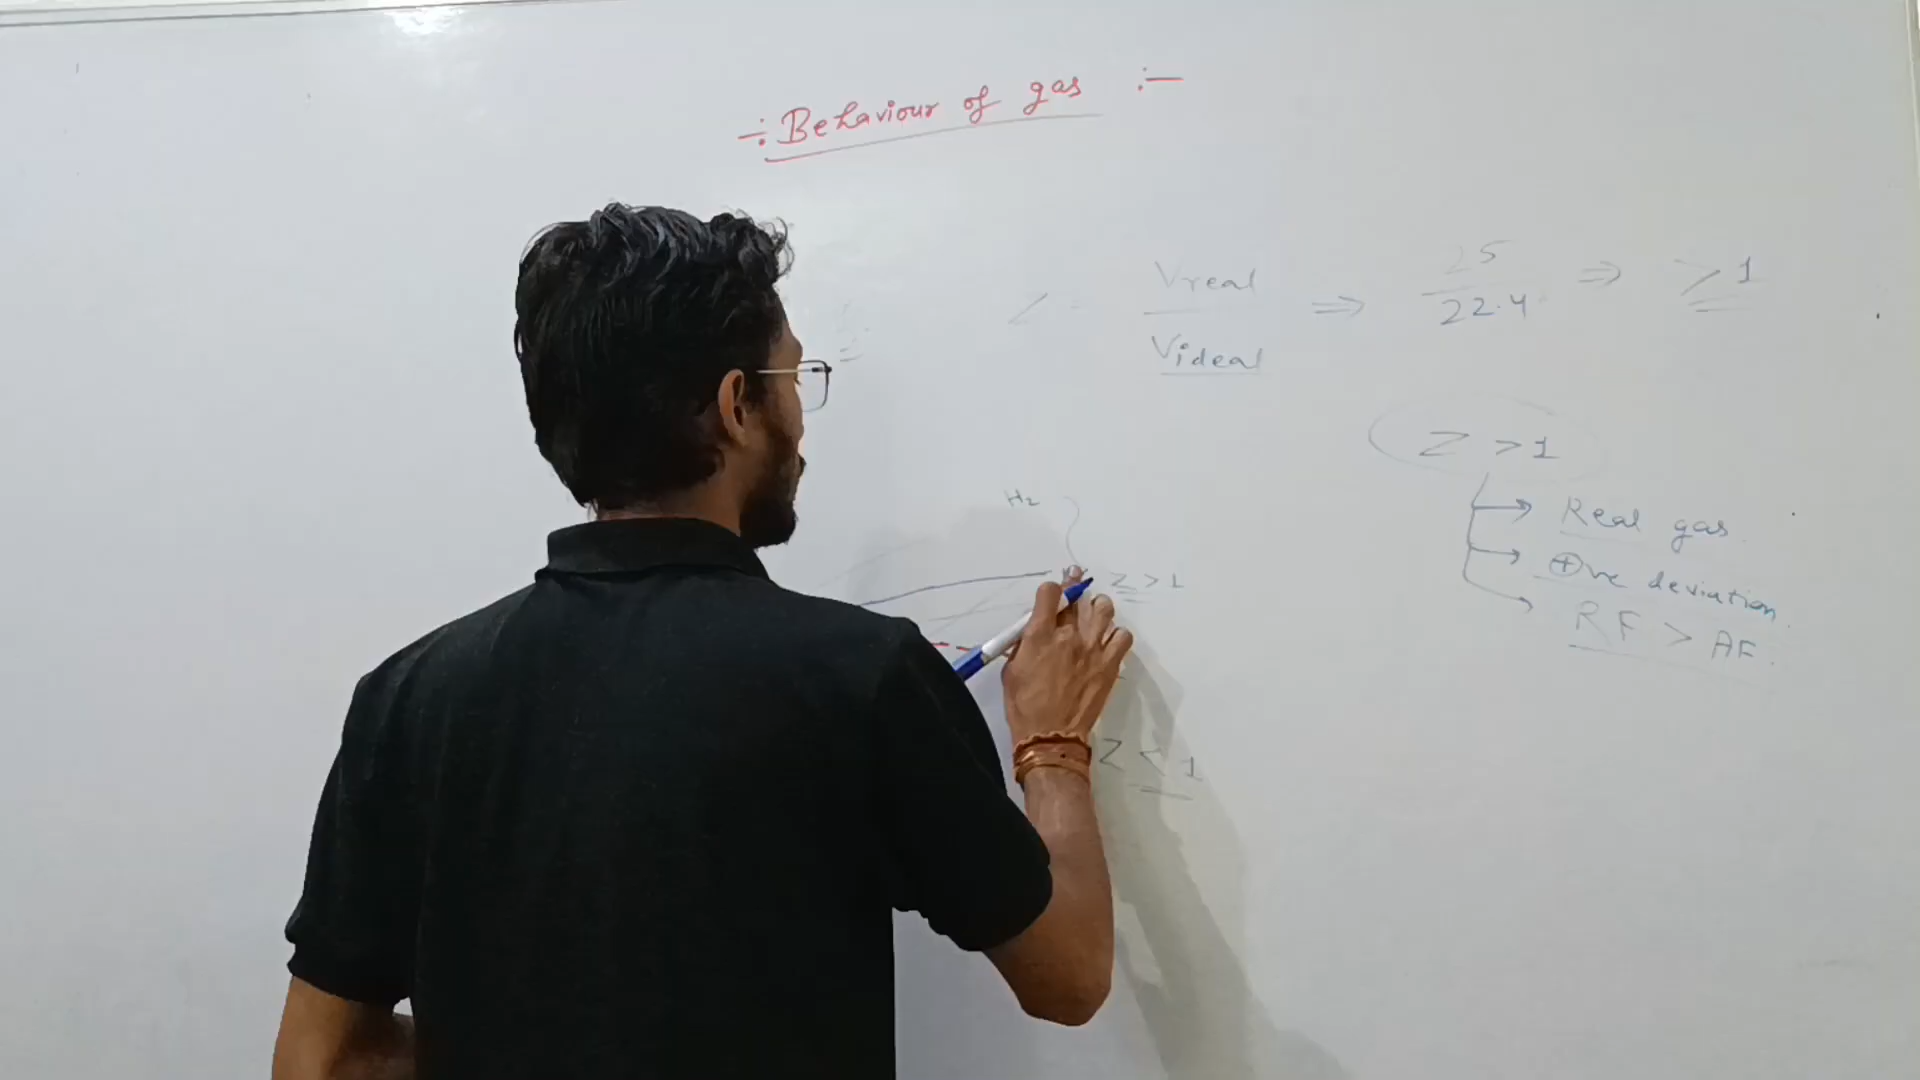 ÷ Behaviour of gas :-
Z = Vreal / Videal ⇒ 25 / 22.4 ⇒ > 1
Z > 1
→ Real gas
→ ⊕ve deviation
→ RF > AF.
H₂
Z > 1
Z < 1